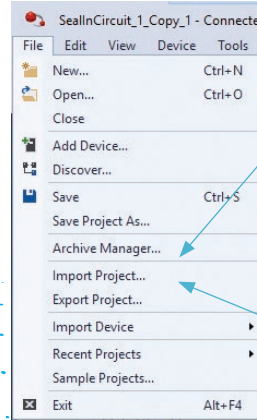 SealInCircuit_1_Copy_1 - Connecte
File Edit View Device Tools
New... Ctrl+N
Open... Ctrl+O
Close
Add Device...
Discover...
Save Ctrl+S
Save Project As...
Archive Manager...
Import Project...
Export Project...
Import Device
Recent Projects
Sample Projects...
Exit Alt+F4